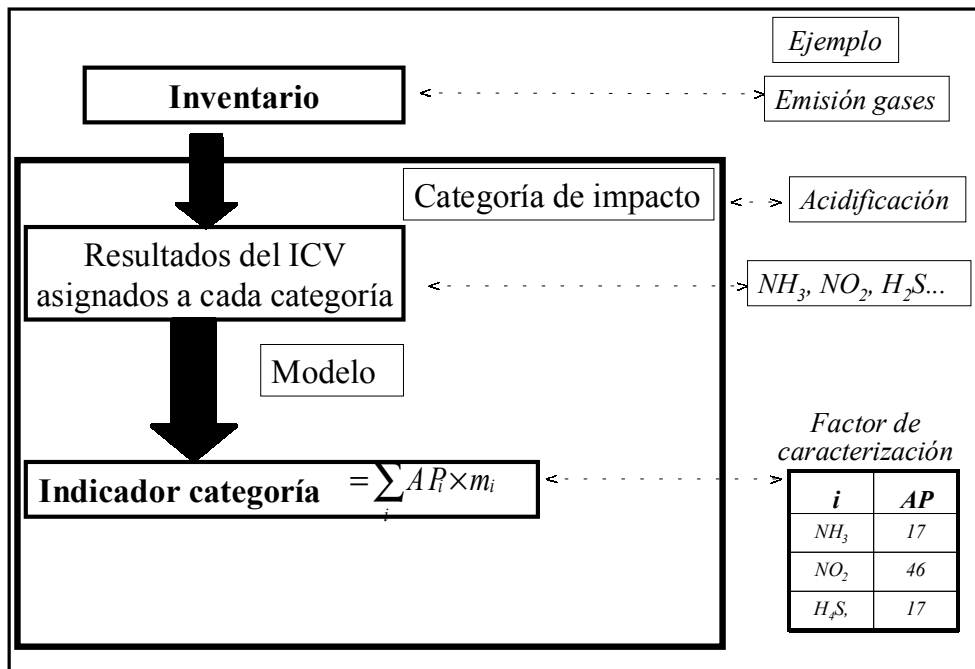 Ejemplo
Inventario
Emisión gases
Categoría de impacto
Acidificación
Resultados del ICV
asignados a cada categoría
NH₃, NO₂, H₂S...
Modelo
Factor de
caracterización
Indicador categoría = ∑ᵢ APᵢ × mᵢ
i AP
NH₃ 17
NO₂ 46
H₄S, 17